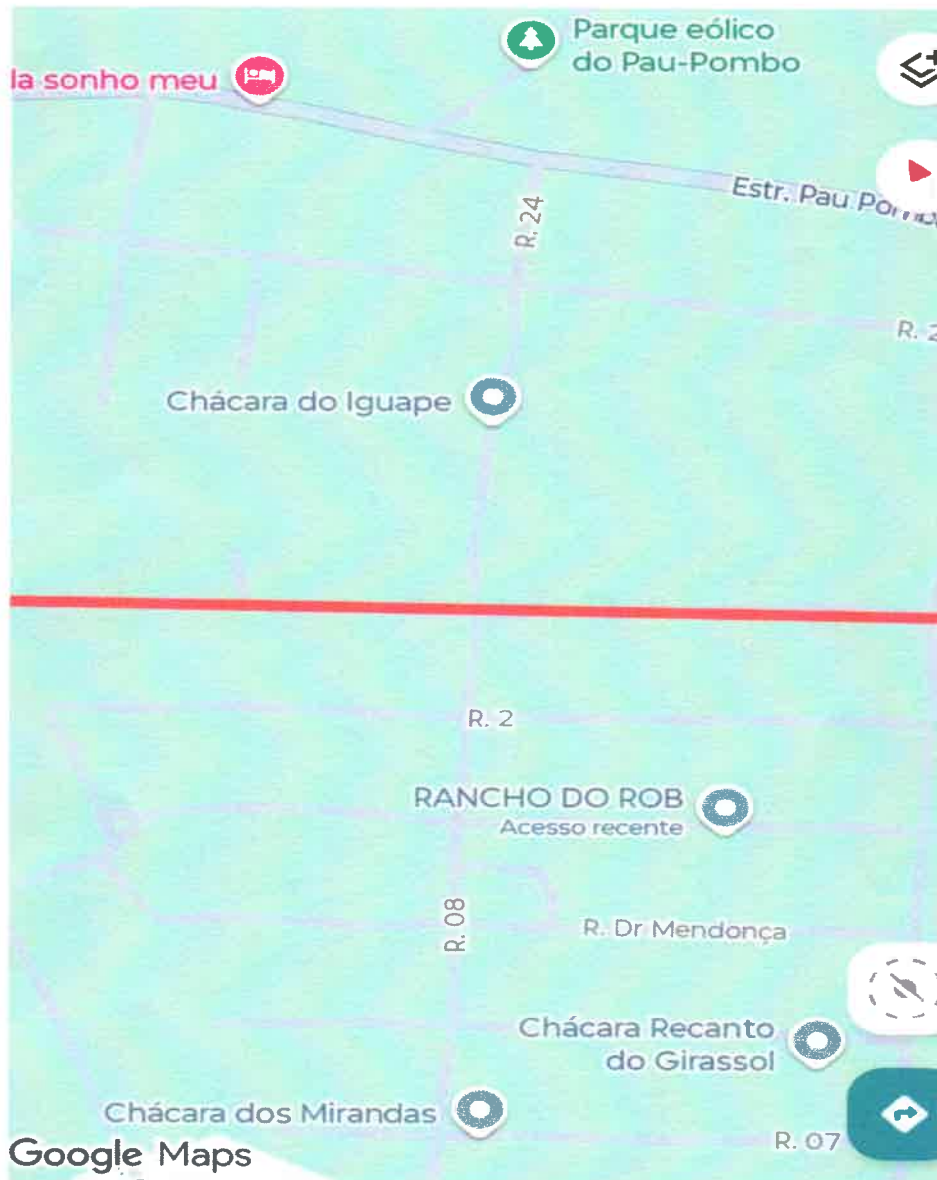 Parque eólico
do Pau-Pombo
la sonho meu
Estr. Pau Pombo
R. 24
R. 2
Chácara do Iguape
R. 2
RANCHO DO ROB
Acesso recente
R. 08
R. Dr Mendonça
Chácara Recanto
do Girassol
Chácara dos Mirandas
R. 07
Google Maps